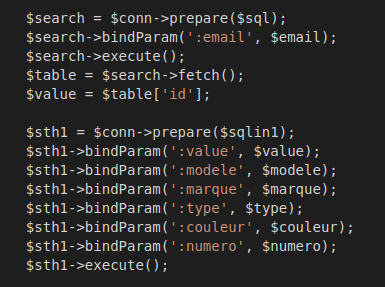 $search = $conn->prepare($sql);
$search->bindParam(':email', $email);
$search->execute();
$table = $search->fetch();
$value = $table['id'];

$sth1 = $conn->prepare($sqlin1);
$sth1->bindParam(':value', $value);
$sth1->bindParam(':modele', $modele);
$sth1->bindParam(':marque', $marque);
$sth1->bindParam(':type', $type);
$sth1->bindParam(':couleur', $couleur);
$sth1->bindParam(':numero', $numero);
$sth1->execute();